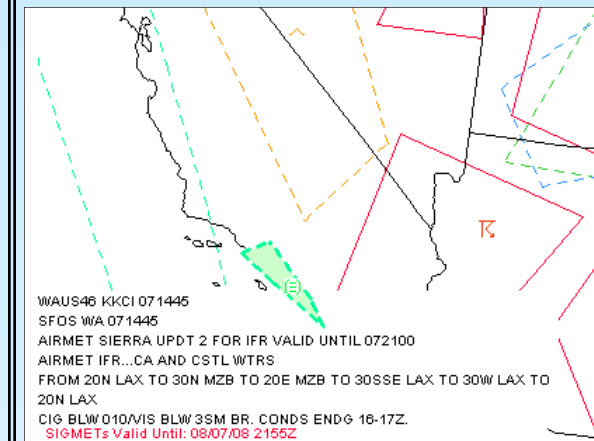 WAUS46 KKCI 071445
SFOS WA 071445
AIRMET SIERRA UPDT 2 FOR IFR VALID UNTIL 072100
AIRMET IFR...CA AND CSTL WTRS
FROM 20N LAX TO 30N MZB TO 20E MZB TO 30SSE LAX TO 30W LAX TO
20N LAX
CIG BLW 010/VIS BLW 3SM BR. CONDS ENDG 16-17Z.
SIGMETs Valid Until: 08/07/08 2155Z